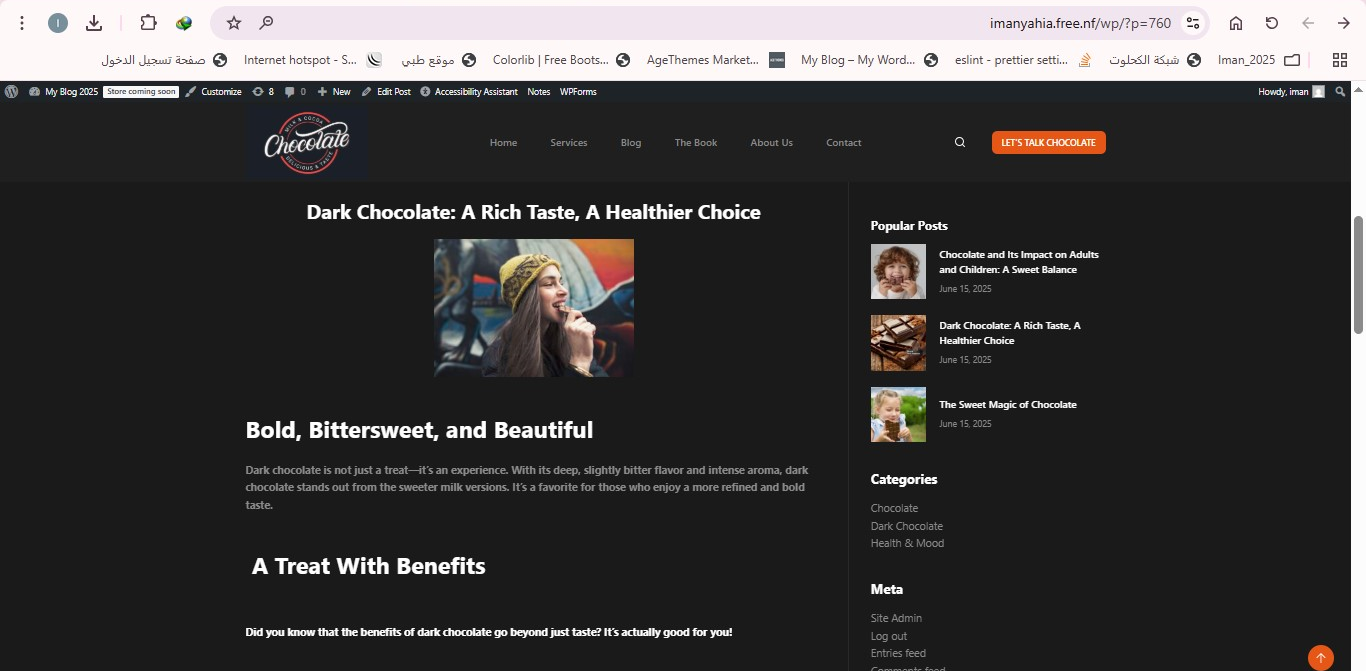 imanyahia.free.nf/wp/?p=760
صفحة تسجيل الدخول
Internet hotspot - S...
موقع طبي
Colorlib | Free Boots...
AgeThemes Market...
My Blog – My Word...
eslint - prettier setti...
شبكة الكحلوت
Iman_2025
My Blog 2025 Store coming soon Customize 8 0 New Edit Post Accessibility Assistant Notes WPForms Howdy, iman
MILK & COCOA
Chocolate
DELICIOUS & TASTE
Home Services Blog The Book About Us Contact
LET'S TALK CHOCOLATE
Dark Chocolate: A Rich Taste, A Healthier Choice
Bold, Bittersweet, and Beautiful
Dark chocolate is not just a treat—it's an experience. With its deep, slightly bitter flavor and intense aroma, dark
chocolate stands out from the sweeter milk versions. It's a favorite for those who enjoy a more refined and bold
taste.
A Treat With Benefits
Did you know that the benefits of dark chocolate go beyond just taste? It's actually good for you!
Popular Posts
Chocolate and Its Impact on Adults
and Children: A Sweet Balance
June 15, 2025
Dark Chocolate: A Rich Taste, A
Healthier Choice
June 15, 2025
The Sweet Magic of Chocolate
June 15, 2025
Categories
Chocolate
Dark Chocolate
Health & Mood
Meta
Site Admin
Log out
Entries feed
Comments feed